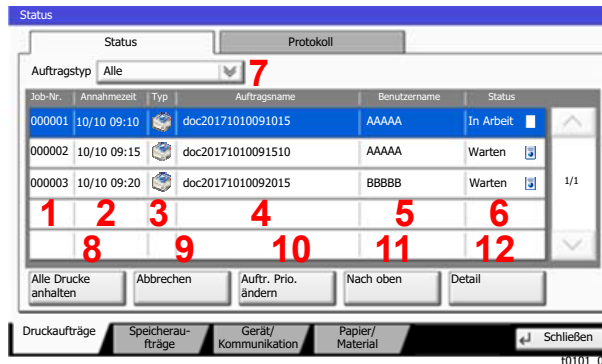 Status
Status Protokoll
Auftragstyp Alle 7
Job-Nr. Annahmezeit Typ Auftragsname Benutzername Status
000001 10/10 09:10 doc20171010091015 AAAAA In Arbeit
000002 10/10 09:15 doc20171010091510 AAAAA Warten
000003 10/10 09:20 doc20171010092015 BBBBB Warten 1/1
1 2 3 4 5 6
8 9 10 11 12
Alle Drucke anhalten Abbrechen Auftr. Prio. ändern Nach oben Detail
Druckaufträge Speicherau-fträge Gerät/Kommunikation Papier/Material Schließen